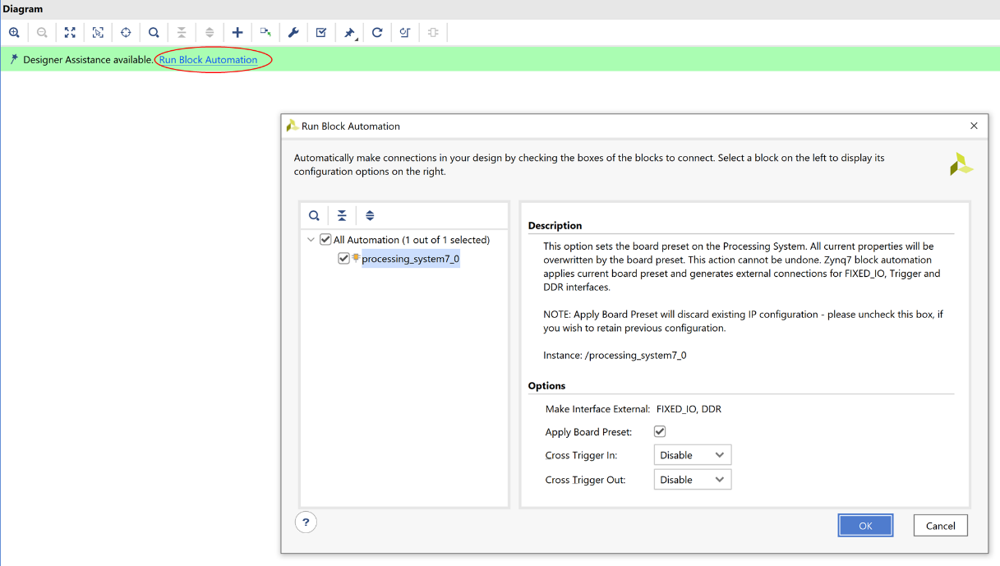 Diagram
Designer Assistance available. Run Block Automation
Run Block Automation
Automatically make connections in your design by checking the boxes of the blocks to connect. Select a block on the left to display its
configuration options on the right.
All Automation (1 out of 1 selected)
processing_system7_0
Description
This option sets the board preset on the Processing System. All current properties will be
overwritten by the board preset. This action cannot be undone. Zynq7 block automation
applies current board preset and generates external connections for FIXED_IO, Trigger and
DDR interfaces.
NOTE: Apply Board Preset will discard existing IP configuration - please uncheck this box, if
you wish to retain previous configuration.
Instance: /processing_system7_0
Options
Make Interface External: FIXED_IO, DDR
Apply Board Preset:
Cross Trigger In: Disable
Cross Trigger Out: Disable
? OK Cancel